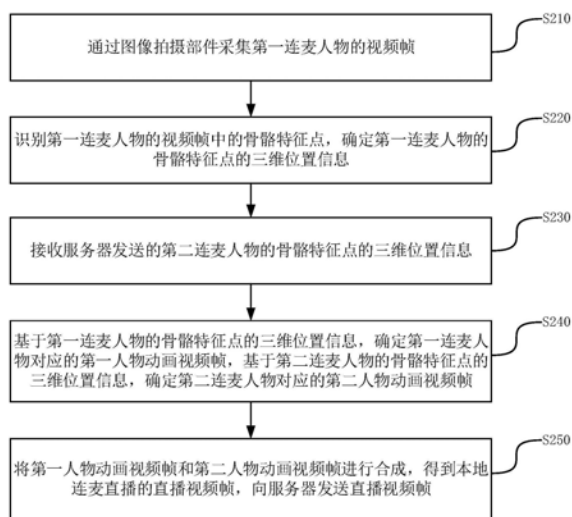 S210
通过图像拍摄部件采集第一连麦人物的视频帧
S220
识别第一连麦人物的视频帧中的骨骼特征点，确定第一连麦人物的
骨骼特征点的三维位置信息
S230
接收服务器发送的第二连麦人物的骨骼特征点的三维位置信息
S240
基于第一连麦人物的骨骼特征点的三维位置信息，确定第一连麦人
物对应的第一人物动画视频帧，基于第二连麦人物的骨骼特征点的
三维位置信息，确定第二连麦人物对应的第二人物动画视频帧
S250
将第一人物动画视频帧和第二人物动画视频帧进行合成，得到本地
连麦直播的直播视频帧，向服务器发送直播视频帧